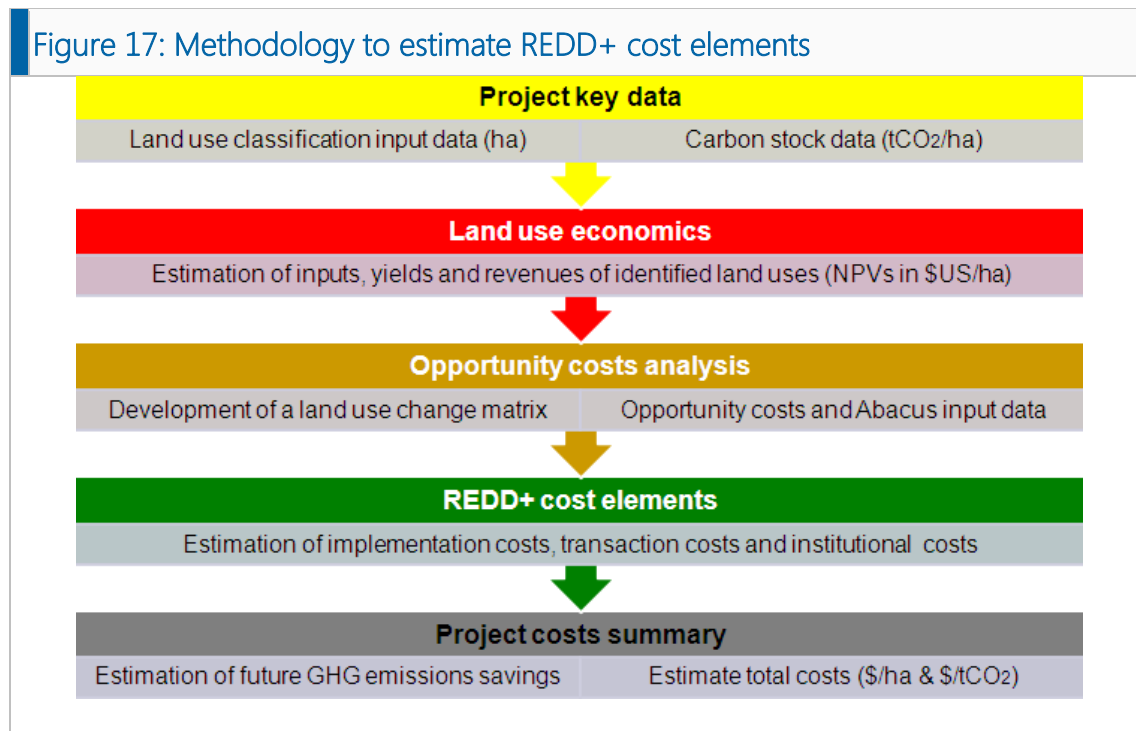 Figure 17: Methodology to estimate REDD+ cost elements
Project key data
Land use classification input data (ha)
Carbon stock data (tCO2/ha)
Land use economics
Estimation of inputs, yields and revenues of identified land uses (NPVs in $US/ha)
Opportunity costs analysis
Development of a land use change matrix
Opportunity costs and Abacus input data
REDD+ cost elements
Estimation of implementation costs, transaction costs and institutional costs
Project costs summary
Estimation of future GHG emissions savings
Estimate total costs ($/ha & $/tCO2)